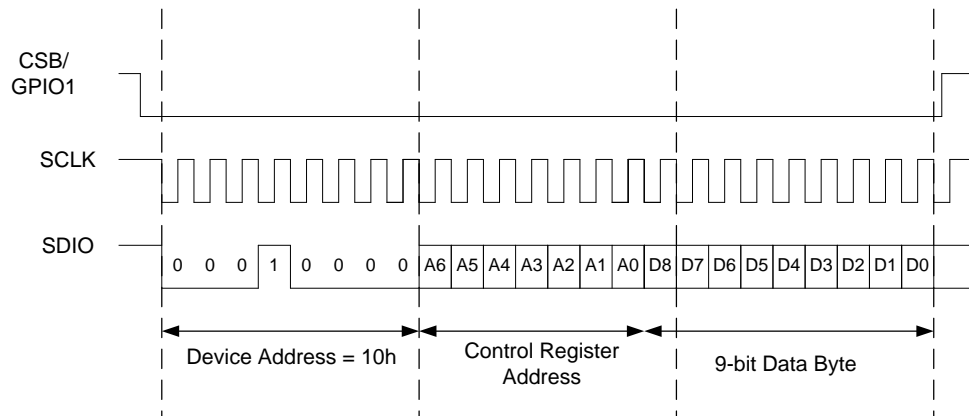 CSB/
GPIO1
SCLK
SDIO
0 0 0 1 0 0 0 0 A6 A5 A4 A3 A2 A1 A0 D8 D7 D6 D5 D4 D3 D2 D1 D0
Device Address = 10h
Control Register
Address
9-bit Data Byte